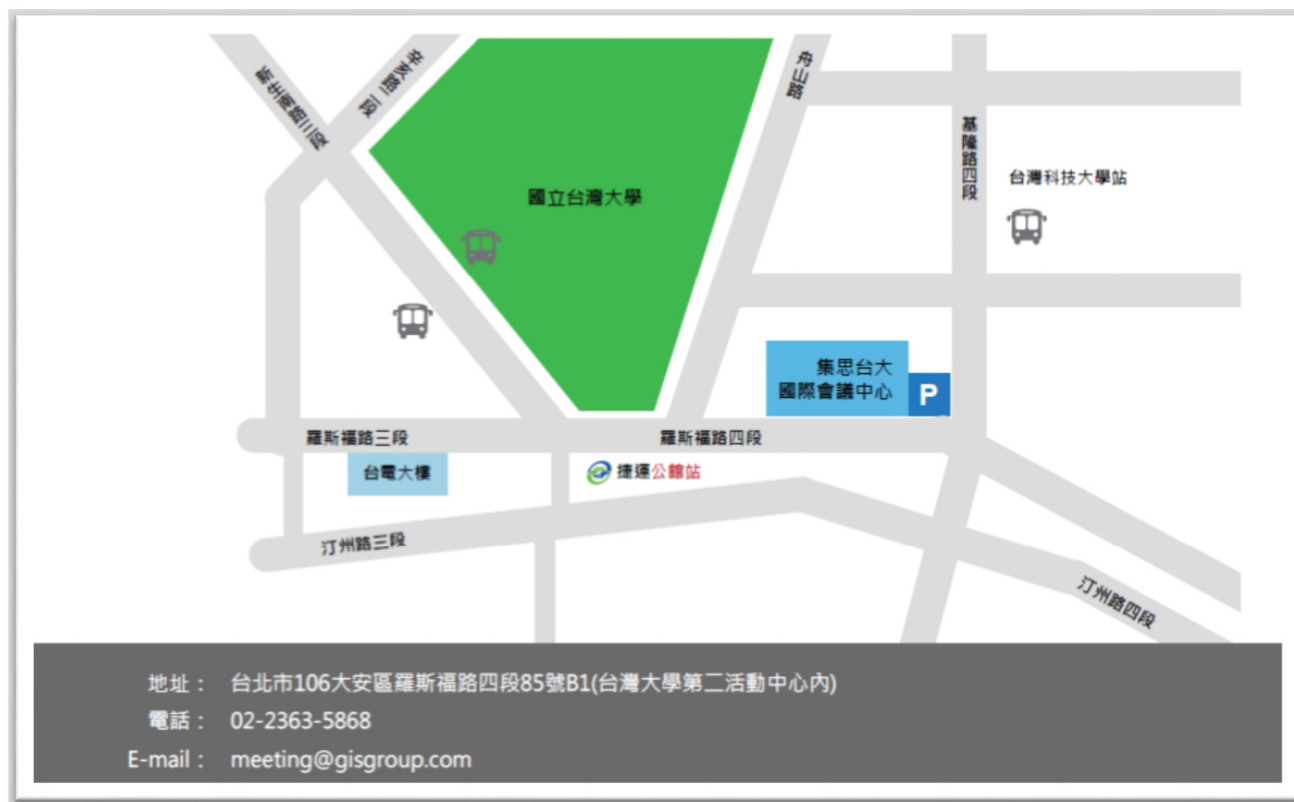 新生南路三段
辛亥路二段
舟山路
基隆路四段
國立台灣大學
台灣科技大學站
集思台大
國際會議中心
P
羅斯福路三段
羅斯福路四段
台電大樓
捷運公館站
汀州路三段
汀州路四段
地址： 台北市106大安區羅斯福路四段85號B1(台灣大學第二活動中心內)
電話： 02-2363-5868
E-mail： meeting@gisgroup.com